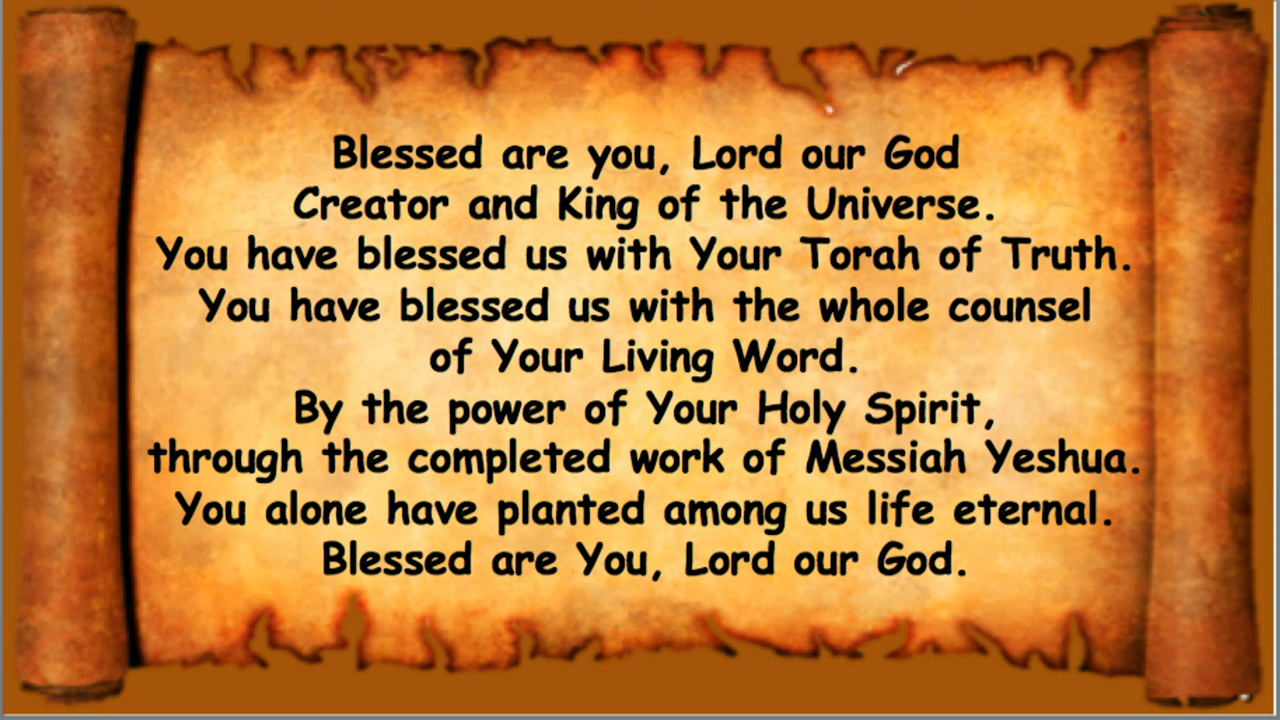 Blessed are you, Lord our God
Creator and King of the Universe.
You have blessed us with Your Torah of Truth.
You have blessed us with the whole counsel
of Your Living Word.
By the power of Your Holy Spirit,
through the completed work of Messiah Yeshua.
You alone have planted among us life eternal.
Blessed are You, Lord our God.